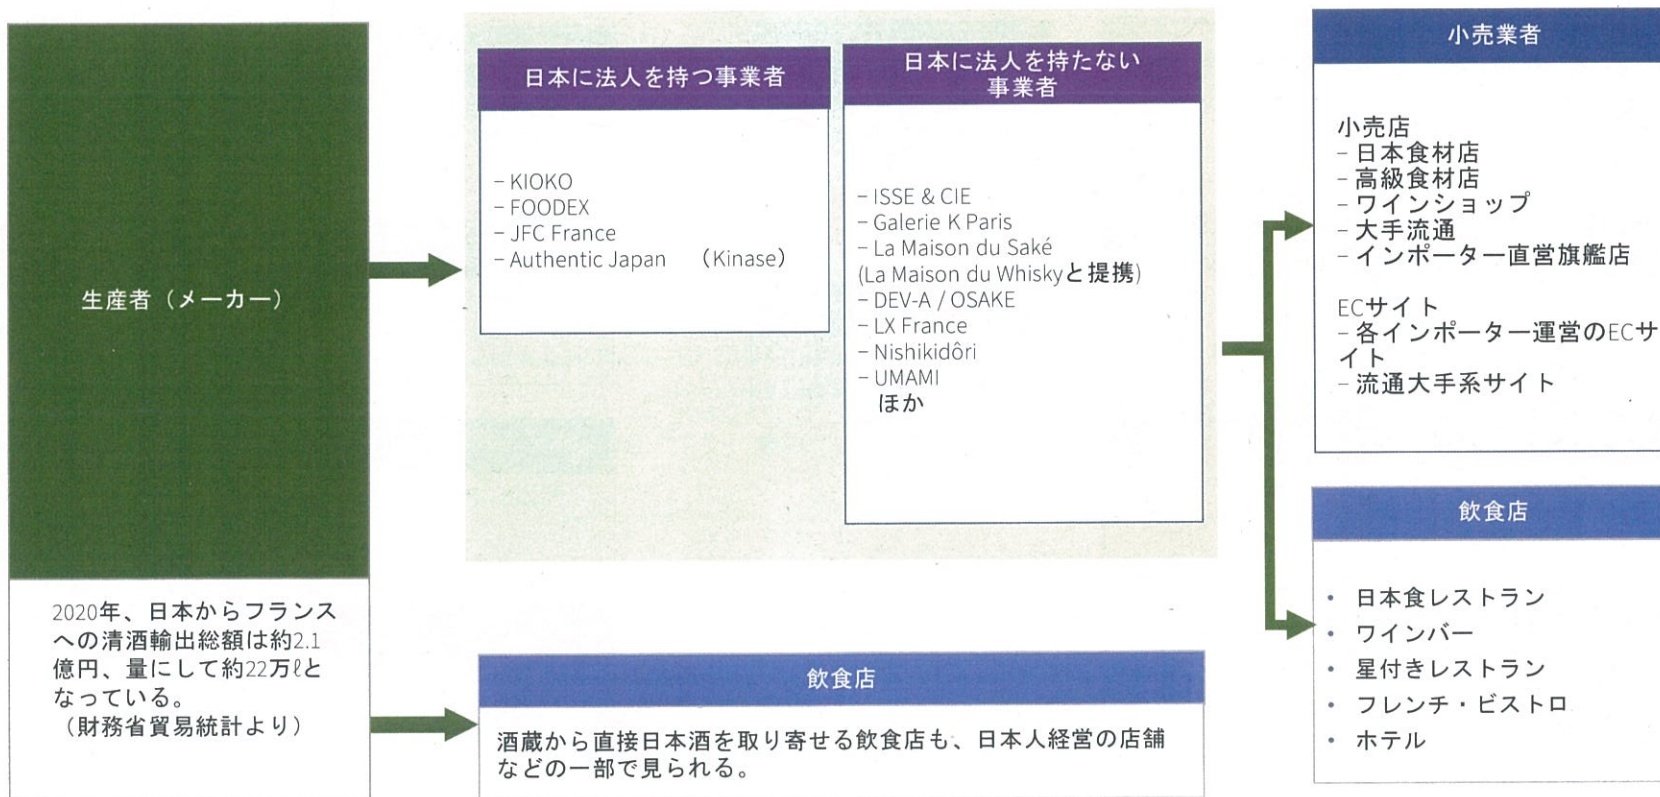 生産者（メーカー）
2020年、日本からフランス
への清酒輸出総額は約2.1
億円、量にして約22万ℓと
なっている。
（財務省貿易統計より）
日本に法人を持つ事業者
– KIOKO
– FOODEX
– JFC France
– Authentic Japan （Kinase）
日本に法人を持たない
事業者
– ISSE & CIE
– Galerie K Paris
– La Maison du Saké
(La Maison du Whiskyと提携)
– DEV-A / OSAKE
– LX France
– Nishikidôri
– UMAMI
ほか
飲食店
酒蔵から直接日本酒を取り寄せる飲食店も、日本人経営の店舗
などの一部で見られる。
小売業者
小売店
– 日本食材店
– 高級食材店
– ワインショップ
– 大手流通
– インポーター直営旗艦店
ECサイト
– 各インポーター運営のECサ
イト
– 流通大手系サイト
飲食店
• 日本食レストラン
• ワインバー
• 星付きレストラン
• フレンチ・ビストロ
• ホテル